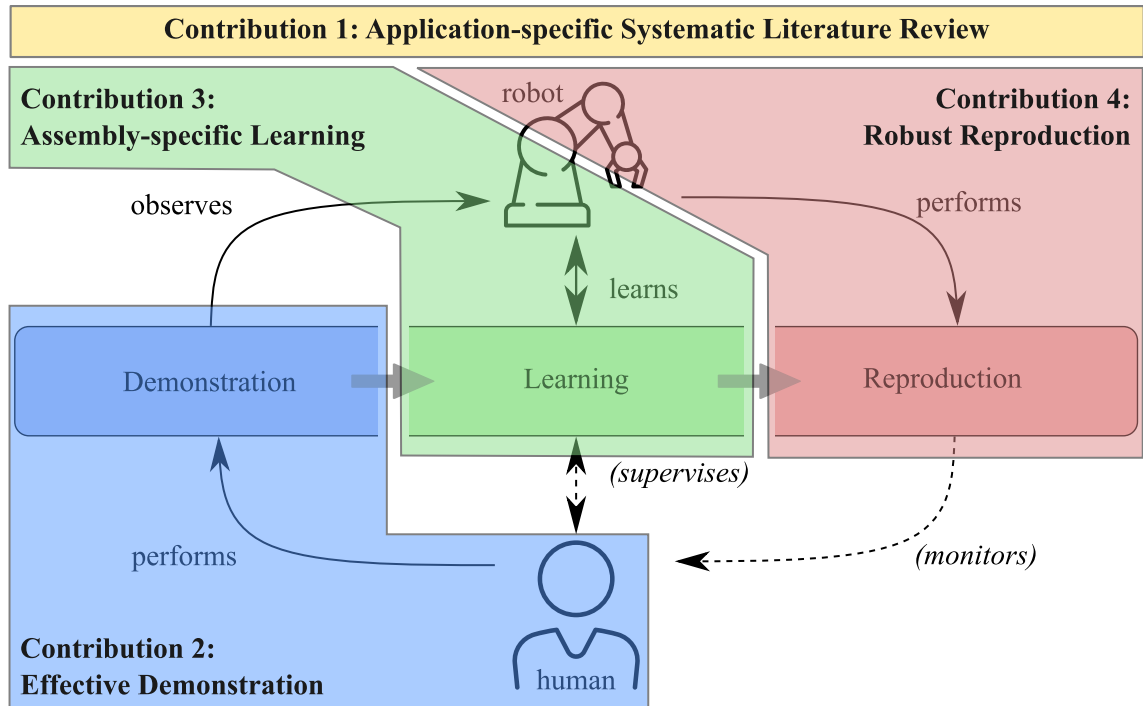 Contribution 1: Application-specific Systematic Literature Review
Contribution 3:
Assembly-specific Learning
robot
Contribution 4:
Robust Reproduction
observes
performs
learns
Demonstration
Learning
Reproduction
(supervises)
performs
(monitors)
Contribution 2:
Effective Demonstration
human